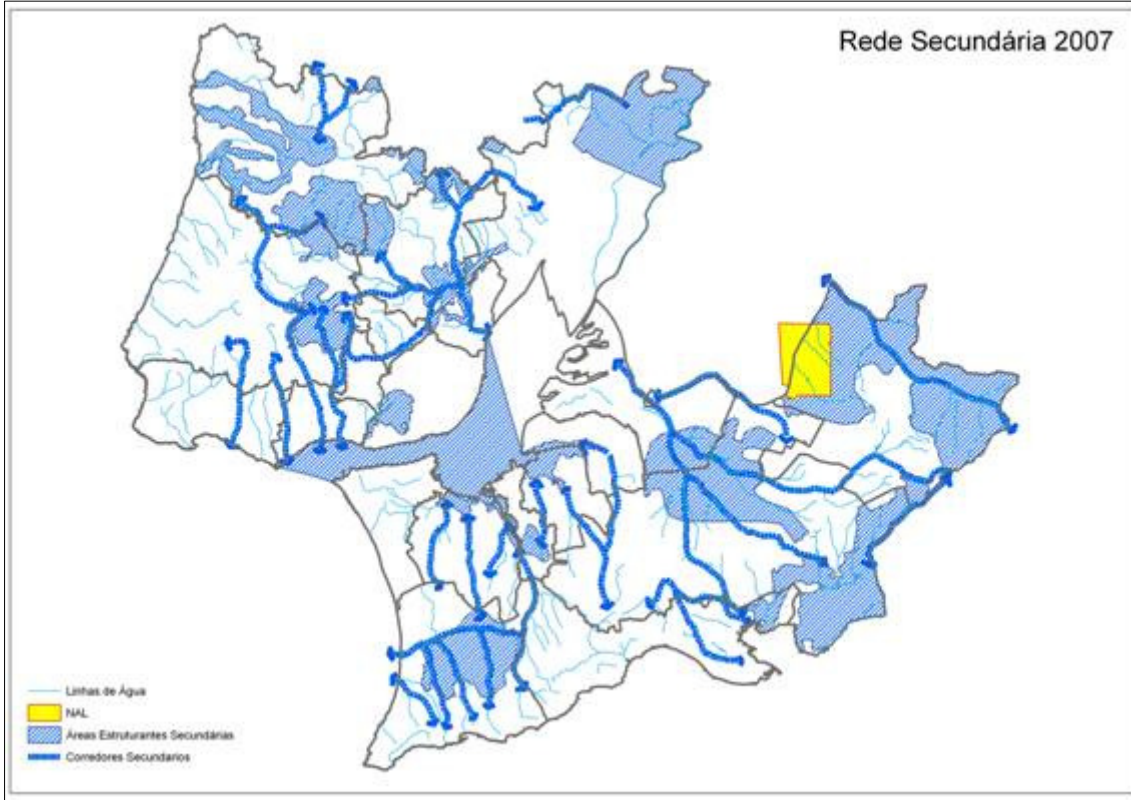 Rede Secundária 2007
Linhas de Água
NAL
Áreas Estruturantes Secundárias
Corredores Secundarios